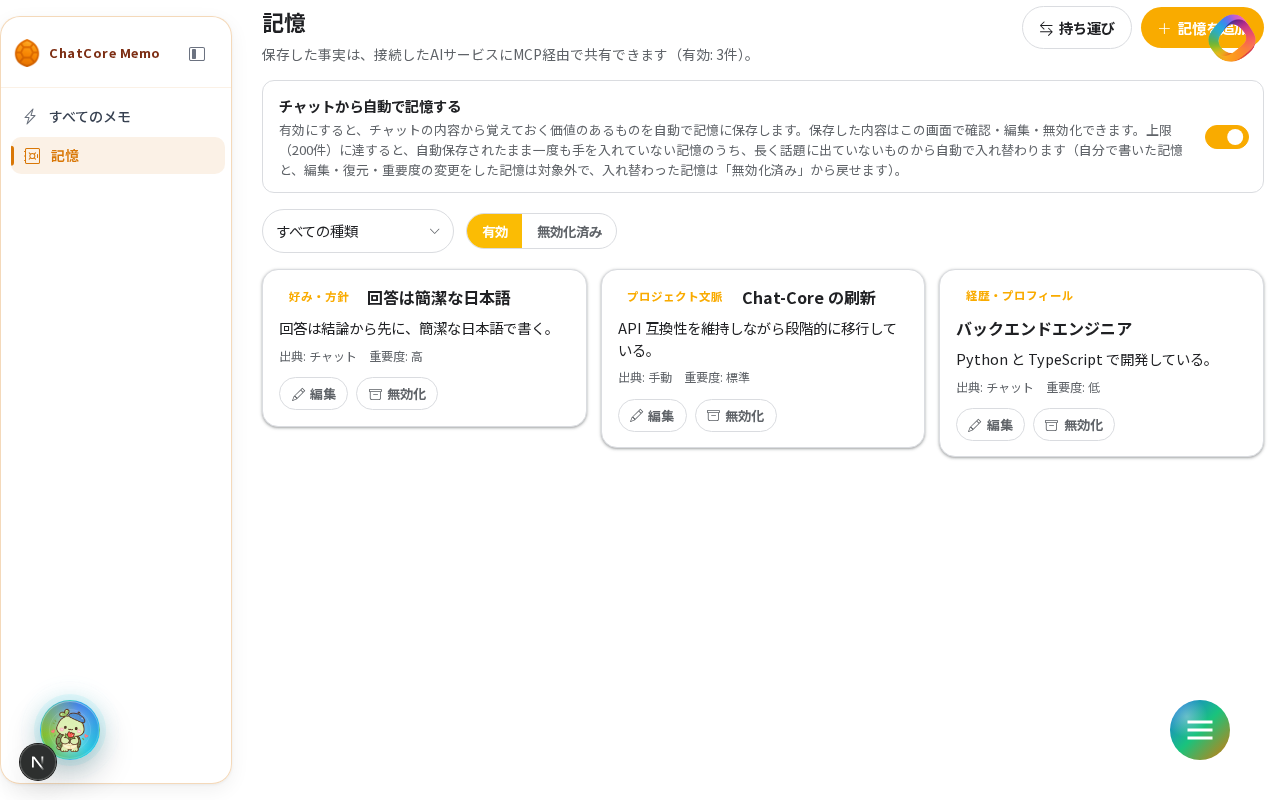 ChatCore Memo
すべてのメモ
記憶
記憶
保存した事実は、接続したAIサービスにMCP経由で共有できます（有効: 3件）。
持ち運び
記憶を追加
チャットから自動で記憶する
有効にすると、チャットの内容から覚えておく価値のあるものを自動で記憶に保存します。保存した内容はこの画面で確認・編集・無効化できます。上限
（200件）に達すると、自動保存されたまま一度も手を入れていない記憶のうち、長く話題に出ていないものから自動で入れ替わります（自分で書いた記憶
と、編集・復元・重要度の変更をした記憶は対象外で、入れ替わった記憶は「無効化済み」から戻せます）。
すべての種類
有効
無効化済み
好み・方針
回答は簡潔な日本語
回答は結論から先に、簡潔な日本語で書く。
出典: チャット 重要度: 高
編集
無効化
プロジェクト文脈
Chat-Core の刷新
API 互換性を維持しながら段階的に移行して
いる。
出典: 手動 重要度: 標準
編集
無効化
経歴・プロフィール
バックエンドエンジニア
Python と TypeScript で開発している。
出典: チャット 重要度: 低
編集
無効化
N